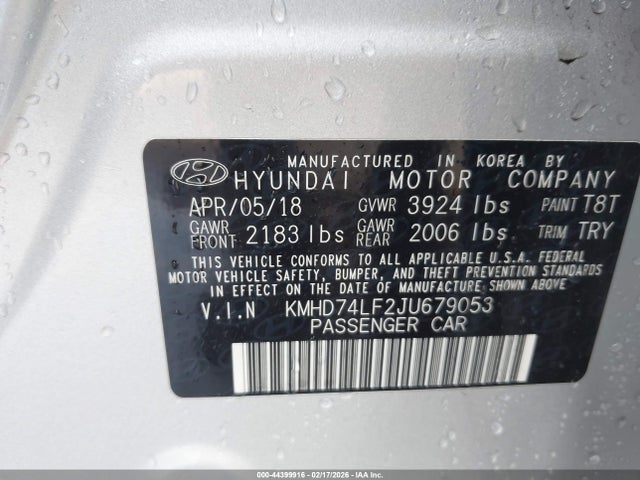 MANUFACTURED IN KOREA BY
HYUNDAI MOTOR COMPANY
APR/05/18 GVWR 3924 lbs PAINT T8T
GAWR FRONT 2183 lbs GAWR REAR 2006 lbs TRIM TRY
THIS VEHICLE CONFORMS TO ALL APPLICABLE U.S.A. FEDERAL
MOTOR VEHICLE SAFETY, BUMPER, AND THEFT PREVENTION STANDARDS
IN EFFECT ON THE DATE OF MANUFACTURE SHOWN ABOVE
V.I.N KMHD74LF2JU679053
PASSENGER CAR
000-44399916 - 02/17/2026 - IAA Inc.